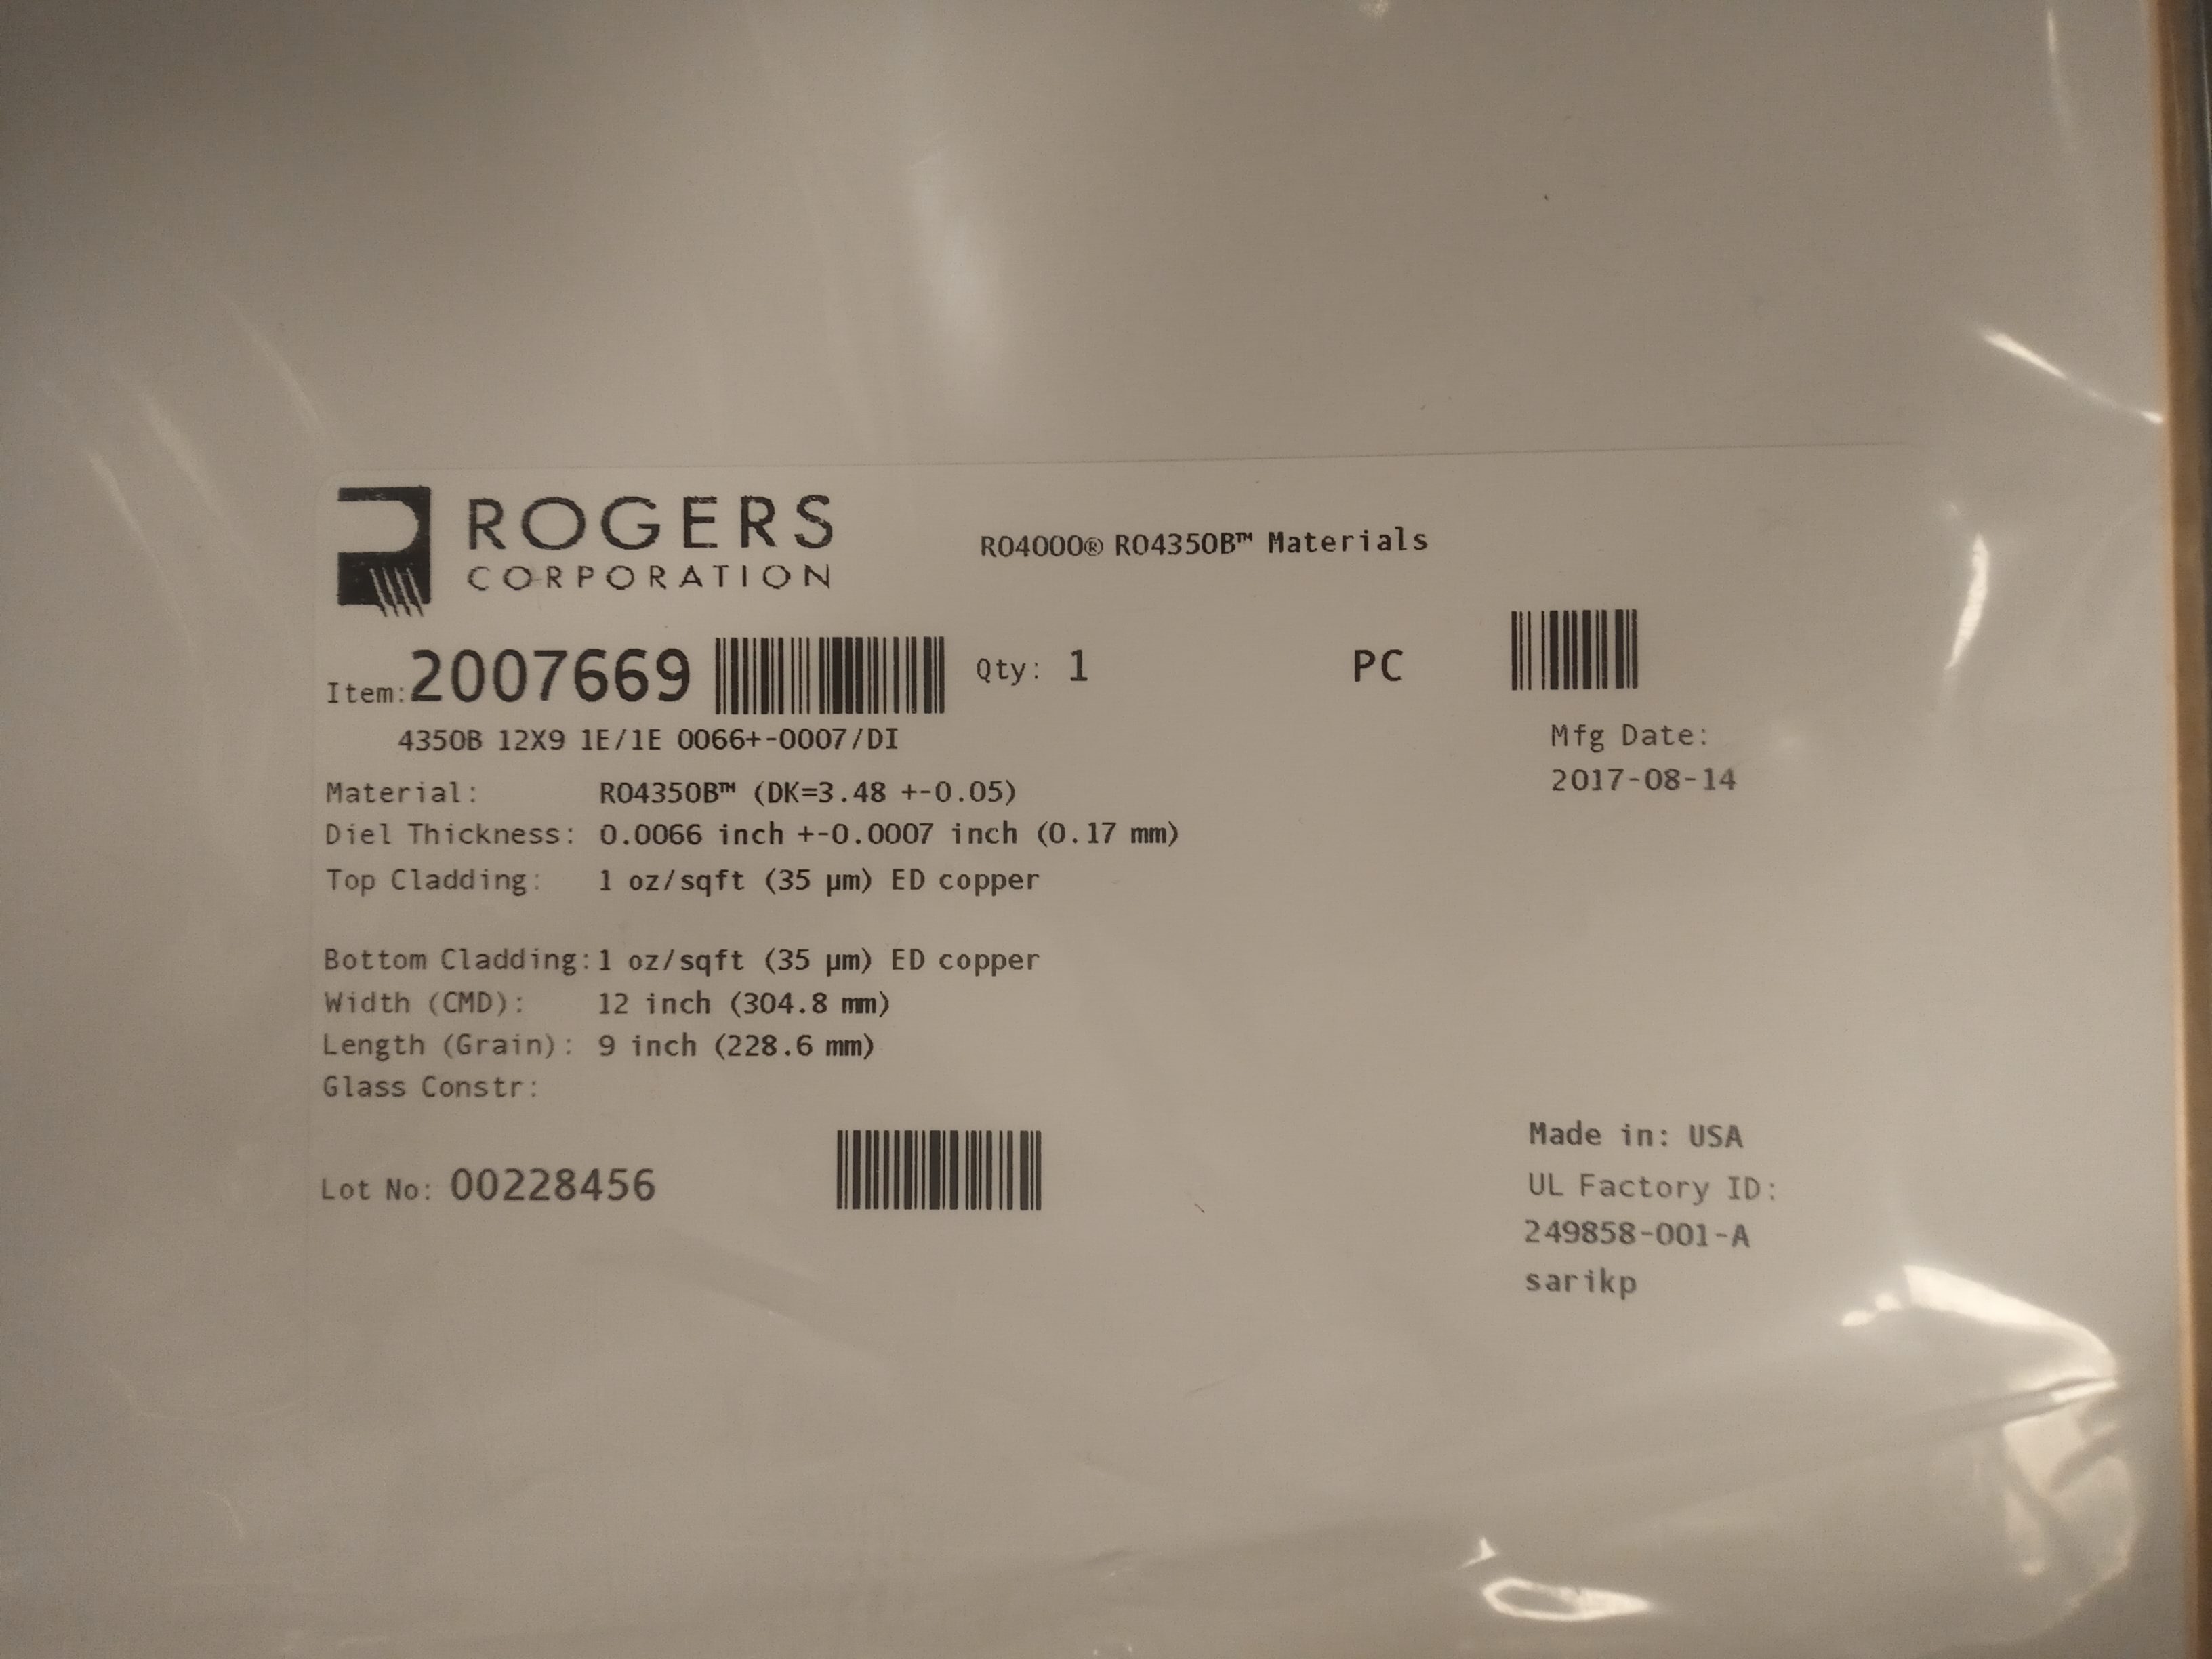 ROGERS
CORPORATION
RO4000® RO4350B™ Materials
Item: 2007669 Qty: 1 PC
4350B 12X9 1E/1E 0066+-0007/DI
Mfg Date:
2017-08-14
Material: RO4350B™ (DK=3.48 +-0.05)
Diel Thickness: 0.0066 inch +-0.0007 inch (0.17 mm)
Top Cladding: 1 oz/sqft (35 µm) ED copper
Bottom Cladding: 1 oz/sqft (35 µm) ED copper
Width (CMD): 12 inch (304.8 mm)
Length (Grain): 9 inch (228.6 mm)
Glass Constr:
Lot No: 00228456
Made in: USA
UL Factory ID:
249858-001-A
sarikp